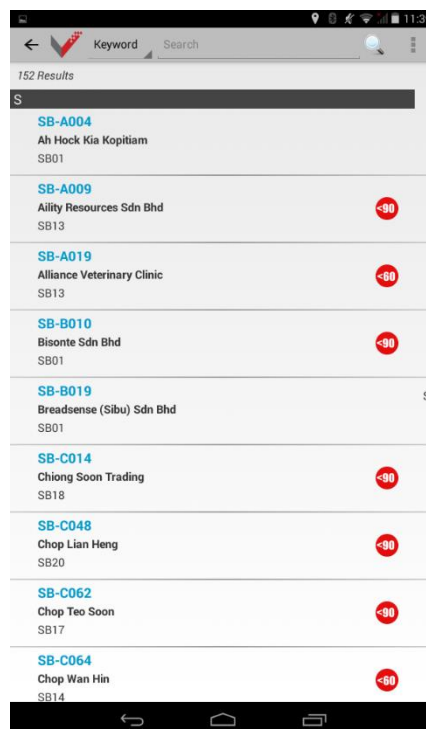 11:3
Keyword Search
152 Results
S
SB-A004
Ah Hock Kia Kopitiam
SB01
SB-A009
Aility Resources Sdn Bhd
<90
SB13
SB-A019
Alliance Veterinary Clinic
<60
SB13
SB-B010
Bisonte Sdn Bhd
<90
SB01
SB-B019
Breadsense (Sibu) Sdn Bhd
SB01
SB-C014
Chiong Soon Trading
<90
SB18
SB-C048
Chop Lian Heng
<90
SB20
SB-C062
Chop Teo Soon
<90
SB17
SB-C064
Chop Wan Hin
<60
SB14